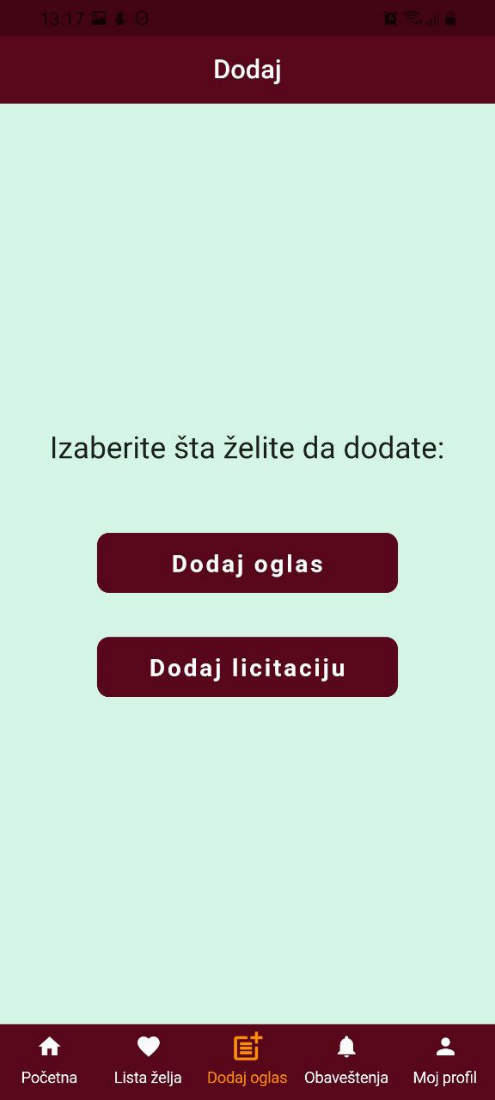 13:17
Dodaj
Izaberite šta želite da dodate:
Dodaj oglas
Dodaj licitaciju
Početna
Lista želja
Dodaj oglas
Obaveštenja
Moj profil